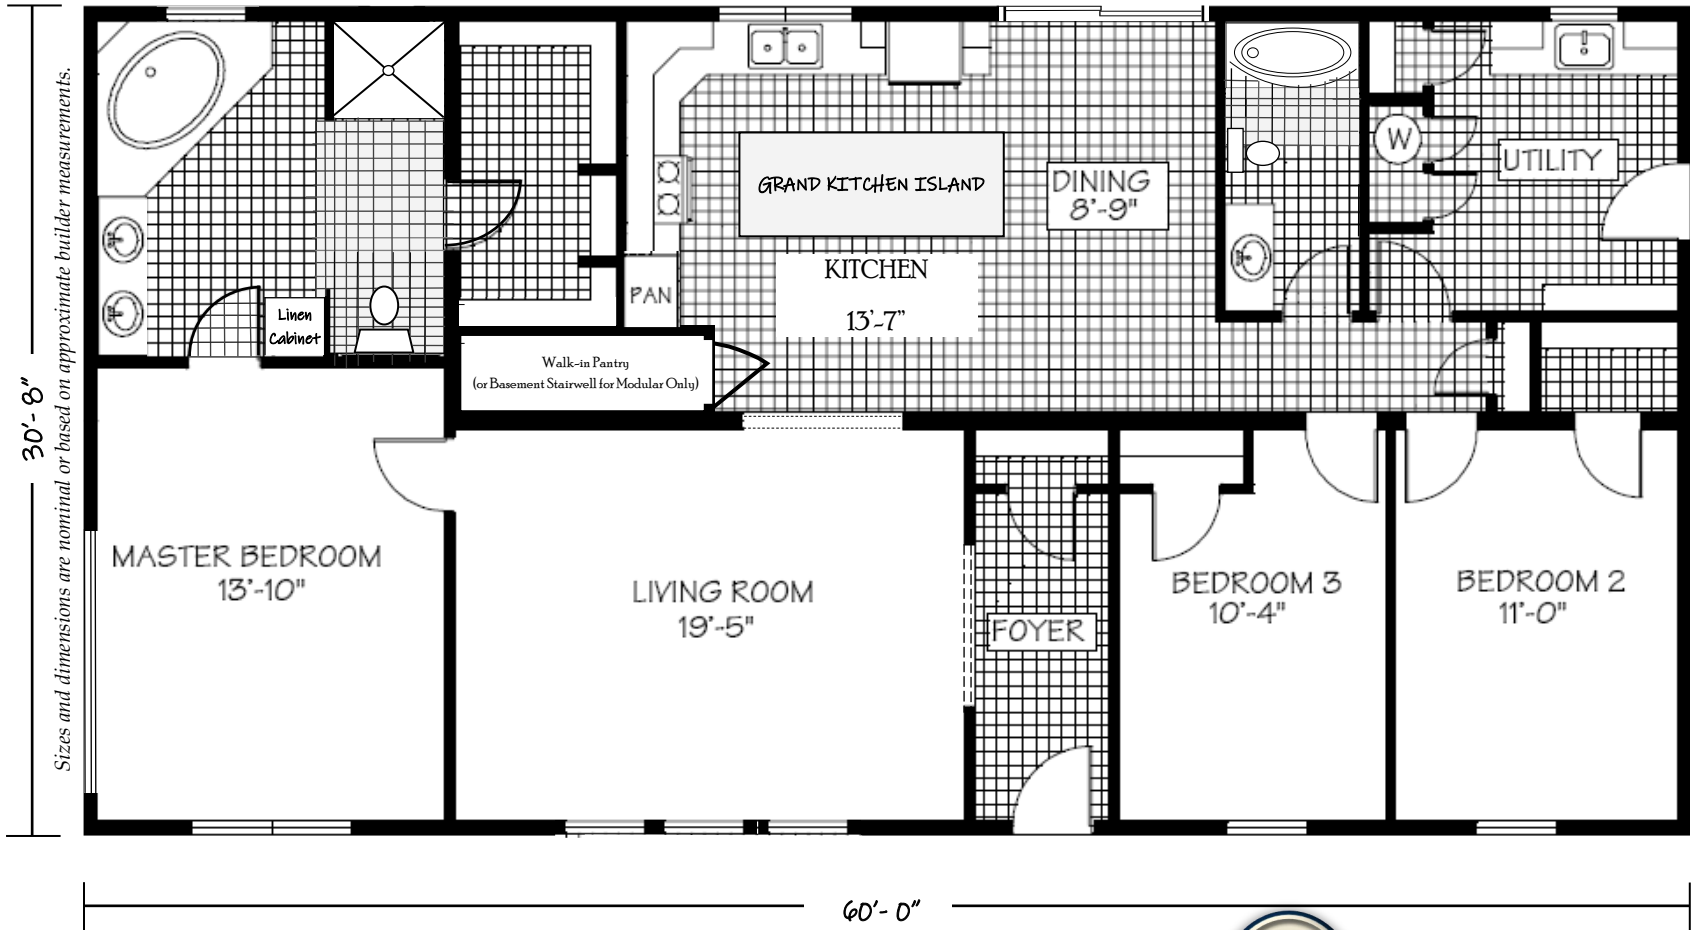 Sizes and dimensions are nominal or based on approximate builder measurements.
30'- 8"
GRAND KITCHEN ISLAND
DINING
8'-9"
KITCHEN
13'-7"
PAN
W
UTILITY
Linen
Cabinet
Walk-in Pantry
(or Basement Stairwell for Modular Only)
MASTER BEDROOM
13'-10"
LIVING ROOM
19'-5"
FOYER
BEDROOM 3
10'-4"
BEDROOM 2
11'-0"
60'- 0"